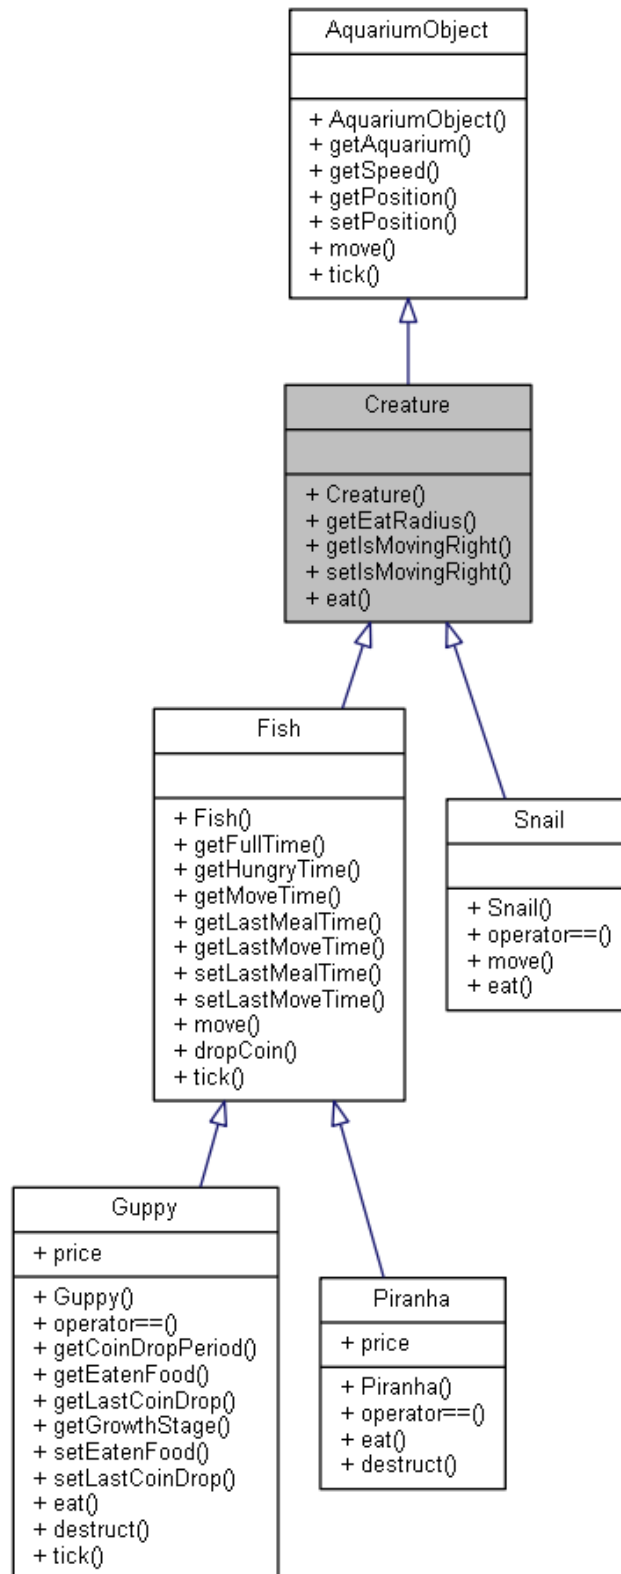 AquariumObject
+ AquariumObject()
+ getAquarium()
+ getSpeed()
+ getPosition()
+ setPosition()
+ move()
+ tick()
Creature
+ Creature()
+ getEatRadius()
+ getIsMovingRight()
+ setIsMovingRight()
+ eat()
Fish
+ Fish()
+ getFullTime()
+ getHungryTime()
+ getMoveTime()
+ getLastMealTime()
+ getLastMoveTime()
+ setLastMealTime()
+ setLastMoveTime()
+ move()
+ dropCoin()
+ tick()
Snail
+ Snail()
+ operator==()
+ move()
+ eat()
Guppy
+ price
+ Guppy()
+ operator==()
+ getCoinDropPeriod()
+ getEatenFood()
+ getLastCoinDrop()
+ getGrowthStage()
+ setEatenFood()
+ setLastCoinDrop()
+ eat()
+ destruct()
+ tick()
Piranha
+ price
+ Piranha()
+ operator==()
+ eat()
+ destruct()